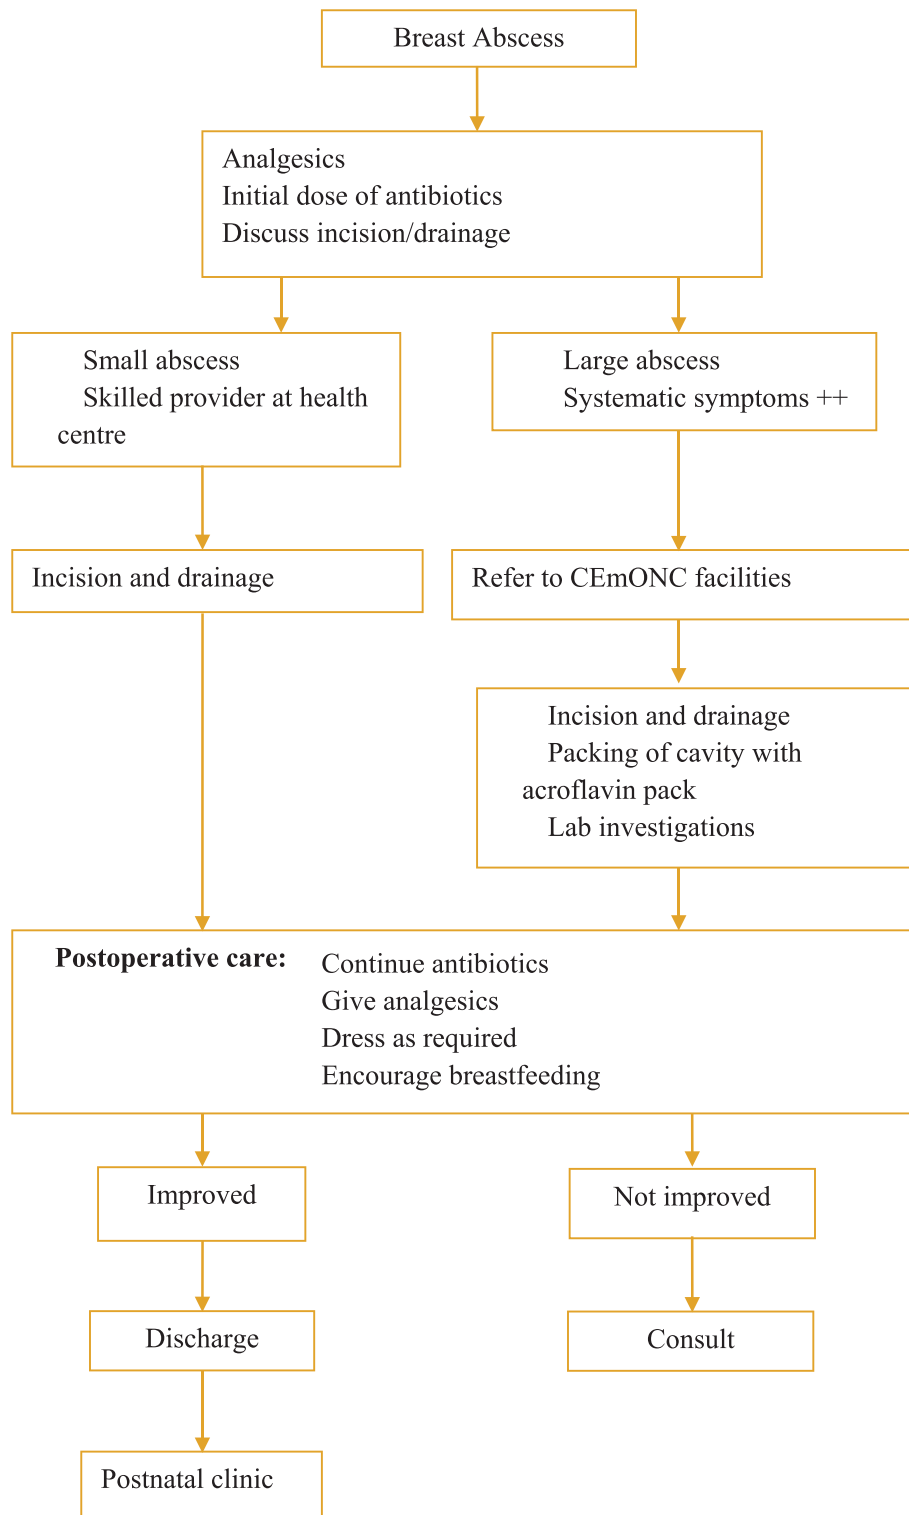 Breast Abscess
Analgesics
Initial dose of antibiotics
Discuss incision/drainage
Small abscess
Skilled provider at health
centre
Large abscess
Systematic symptoms ++
Incision and drainage
Refer to CEmONC facilities
Incision and drainage
Packing of cavity with
acroflavin pack
Lab investigations
Postoperative care:
Continue antibiotics
Give analgesics
Dress as required
Encourage breastfeeding
Improved
Not improved
Discharge
Consult
Postnatal clinic